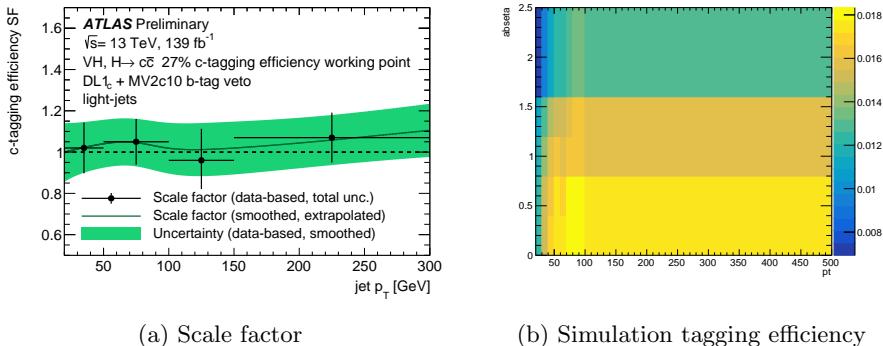 ATLAS Preliminary
√s= 13 TeV, 139 fb⁻¹
VH, H→ cc̄ 27% c-tagging efficiency working point
DL1c + MV2c10 b-tag veto
light-jets
c-tagging efficiency SF
1.6
1.4
1.2
1
0.8
0.6
Scale factor (data-based, total unc.)
Scale factor (smoothed, extrapolated)
Uncertainty (data-based, smoothed)
50 100 150 200 250 300
jet pT [GeV]
(a) Scale factor
abseta
2.5
2
1.5
1
0.5
0
50 100 150 200 250 300 350 400 450 500
pt
0.018
0.016
0.014
0.012
0.01
0.008
(b) Simulation tagging efficiency